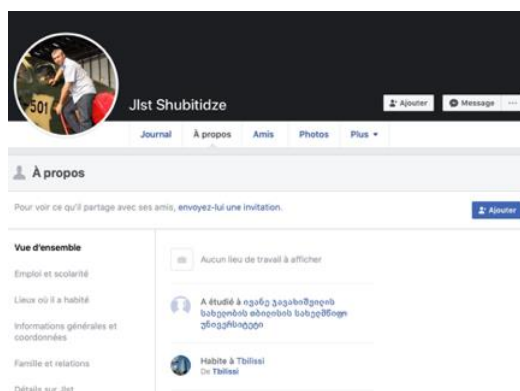 501
Jlst Shubitidze
Ajouter Message ...
Journal À propos Amis Photos Plus
À propos
Pour voir ce qu'il partage avec ses amis, envoyez-lui une invitation.
Ajouter
Vue d'ensemble
Emploi et scolarité
Lieux où il a habité
Informations générales et
coordonnées
Famille et relations
Détails sur Jlst
Aucun lieu de travail à afficher
A étudié à ივანე ჯავახიშვილის
სახელობის თბილისის სახელმწიფო
უნივერსიტეტი
Habite à Tbilissi
De Tbilissi